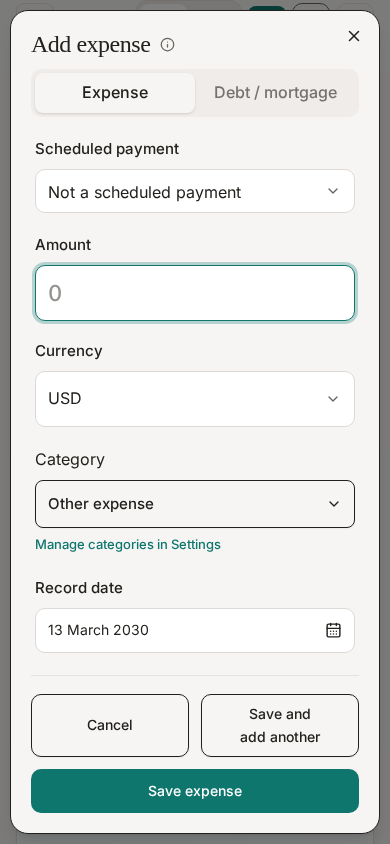 Add expense
Expense
Debt / mortgage
Scheduled payment
Not a scheduled payment
Amount
0
Currency
USD
Category
Other expense
Manage categories in Settings
Record date
13 March 2030
Cancel
Save and
add another
Save expense